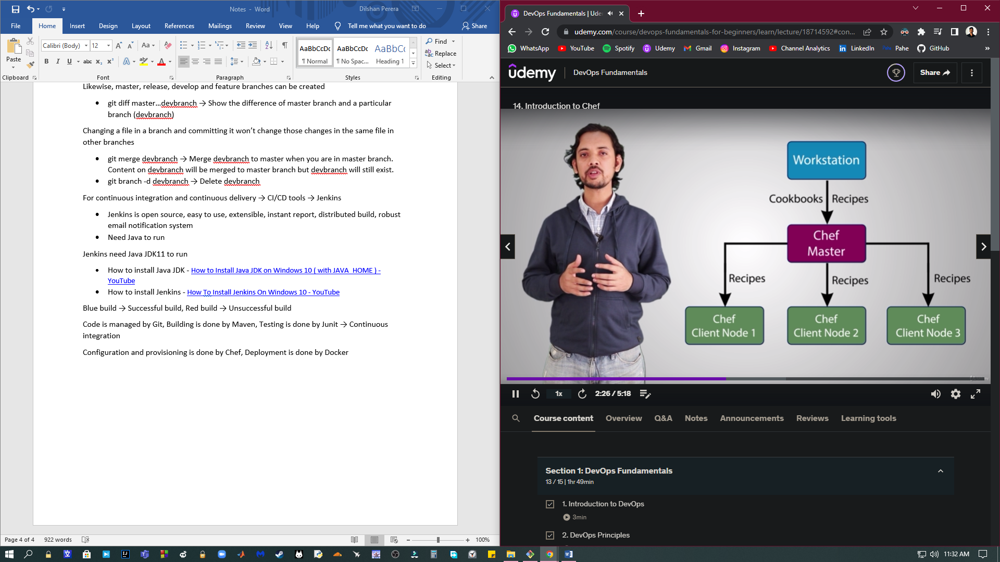 Notes - Word
Dilshan Perera
File
Home
Insert
Design
Layout
References
Mailings
Review
View
Help
Tell me what you want to do
Share
Paste
Calibri (Body)
12
Aa
B I U abc x₂ x²
A
A
AaBbCcDc
AaBbCcDc
AaBbCc
¶ Normal
¶ No Spac...
Heading 1
Find
Replace
Select
Clipboard
Font
Paragraph
Styles
Editing
Likewise, master, release, develop and feature branches can be created
• git diff master…devbranch → Show the difference of master branch and a particular
branch (devbranch)
Changing a file in a branch and committing it won’t change those changes in the same file in
other branches
• git merge devbranch → Merge devbranch to master when you are in master branch.
Content on devbranch will be merged to master branch but devbranch will still exist.
• git branch -d devbranch → Delete devbranch
For continuous integration and continuous delivery → CI/CD tools → Jenkins
• Jenkins is open source, easy to use, extensible, instant report, distributed build, robust
email notification system
• Need Java to run
Jenkins need Java JDK11 to run
• How to install Java JDK - How to Install Java JDK on Windows 10 ( with JAVA_HOME ) -
YouTube
• How to install Jenkins - How To Install Jenkins On Windows 10 - YouTube
Blue build → Successful build, Red build → Unsuccessful build
Code is managed by Git, Building is done by Maven, Testing is done by Junit → Continuous
integration
Configuration and provisioning is done by Chef, Deployment is done by Docker
Page 4 of 4
922 words
100%
DevOps Fundamentals | Ude
udemy.com/course/devops-fundamentals-for-beginners/learn/lecture/18714592#con...
WhatsApp
YouTube
Spotify
Udemy
Gmail
Instagram
Channel Analytics
LinkedIn
Pahe
GitHub
»
udemy
DevOps Fundamentals
Share
14. Introduction to Chef
Workstation
Cookbooks
Recipes
Chef
Master
Recipes
Recipes
Recipes
Chef
Client Node 1
Chef
Client Node 2
Chef
Client Node 3
1x
2:26 / 5:18
Course content
Overview
Q&A
Notes
Announcements
Reviews
Learning tools
Section 1: DevOps Fundamentals
13 / 15 | 1hr 49min
1. Introduction to DevOps
3min
2. DevOps Principles
11:32 AM